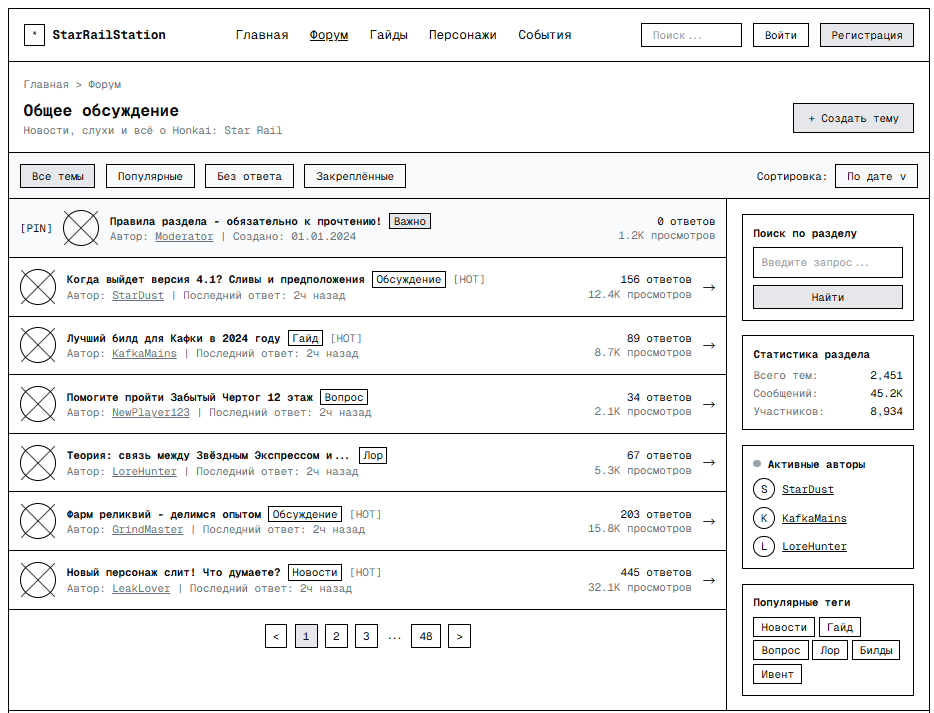 * StarRailStation Главная Форум Гайды Персонажи События Поиск... Войти Регистрация
Главная > Форум
Общее обсуждение
Новости, слухи и всё о Honkai: Star Rail
+ Создать тему
Все темы Популярные Без ответа Закреплённые Сортировка: По дате v
[PIN] Правила раздела - обязательно к прочтению! Важно 0 ответов
Автор: Moderator | Создано: 01.01.2024 1.2K просмотров
Когда выйдет версия 4.1? Сливы и предположения Обсуждение [HOT] 156 ответов →
Автор: StarDust | Последний ответ: 2ч назад 12.4K просмотров
Лучший билд для Кафки в 2024 году Гайд [HOT] 89 ответов →
Автор: KafkaMains | Последний ответ: 2ч назад 8.7K просмотров
Помогите пройти Забытый Чертог 12 этаж Вопрос 34 ответов →
Автор: NewPlayer123 | Последний ответ: 2ч назад 2.1K просмотров
Теория: связь между Звёздным Экспрессом и... Лор 67 ответов →
Автор: LoreHunter | Последний ответ: 2ч назад 5.3K просмотров
Фарм реликвий - делимся опытом Обсуждение [HOT] 203 ответов →
Автор: GrindMaster | Последний ответ: 2ч назад 15.8K просмотров
Новый персонаж слит! Что думаете? Новости [HOT] 445 ответов →
Автор: LeakLover | Последний ответ: 2ч назад 32.1K просмотров
< 1 2 3 ... 48 >
Поиск по разделу
Введите запрос...
Найти
Статистика раздела
Всего тем: 2,451
Сообщений: 45.2K
Участников: 8,934
Активные авторы
S StarDust
K KafkaMains
L LoreHunter
Популярные теги
Новости Гайд
Вопрос Лор Билды
Ивент